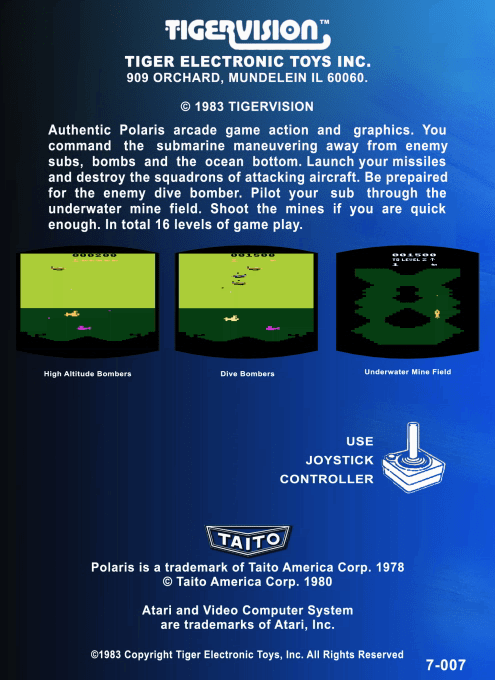 TIGERVISION™
TIGER ELECTRONIC TOYS INC.
909 ORCHARD, MUNDELEIN IL 60060.
© 1983 TIGERVISION
Authentic Polaris arcade game action and graphics. You
command the submarine maneuvering away from enemy
subs, bombs and the ocean bottom. Launch your missiles
and destroy the squadrons of attacking aircraft. Be prepaired
for the enemy dive bomber. Pilot your sub through the
underwater mine field. Shoot the mines if you are quick
enough. In total 16 levels of game play.
000200
001500
001500
TO LEVEL 2 ↑
1 6
High Altitude Bombers
Dive Bombers
Underwater Mine Field
USE
JOYSTICK
CONTROLLER
TAITO
Polaris is a trademark of Taito America Corp. 1978
© Taito America Corp. 1980
Atari and Video Computer System
are trademarks of Atari, Inc.
©1983 Copyright Tiger Electronic Toys, Inc. All Rights Reserved
7-007